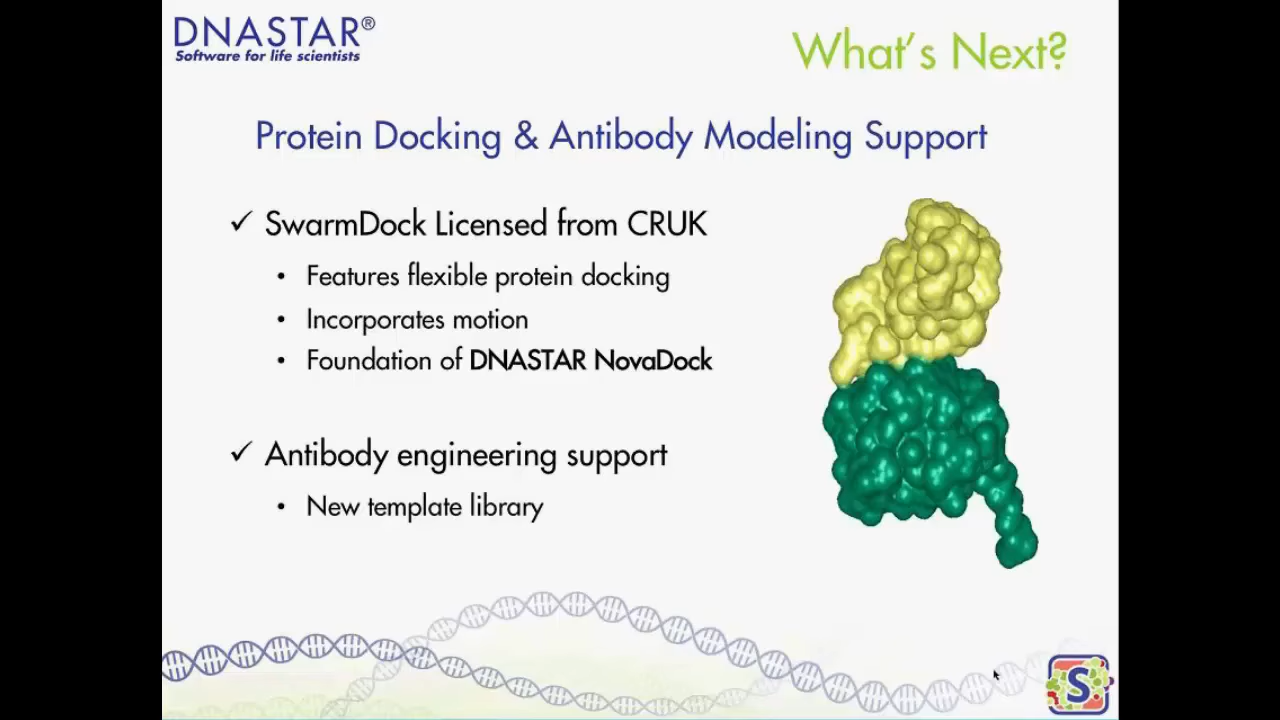 DNASTAR®
Software for life scientists
What's Next?
Protein Docking & Antibody Modeling Support
✓ SwarmDock Licensed from CRUK
• Features flexible protein docking
• Incorporates motion
• Foundation of DNASTAR NovaDock
✓ Antibody engineering support
• New template library
S